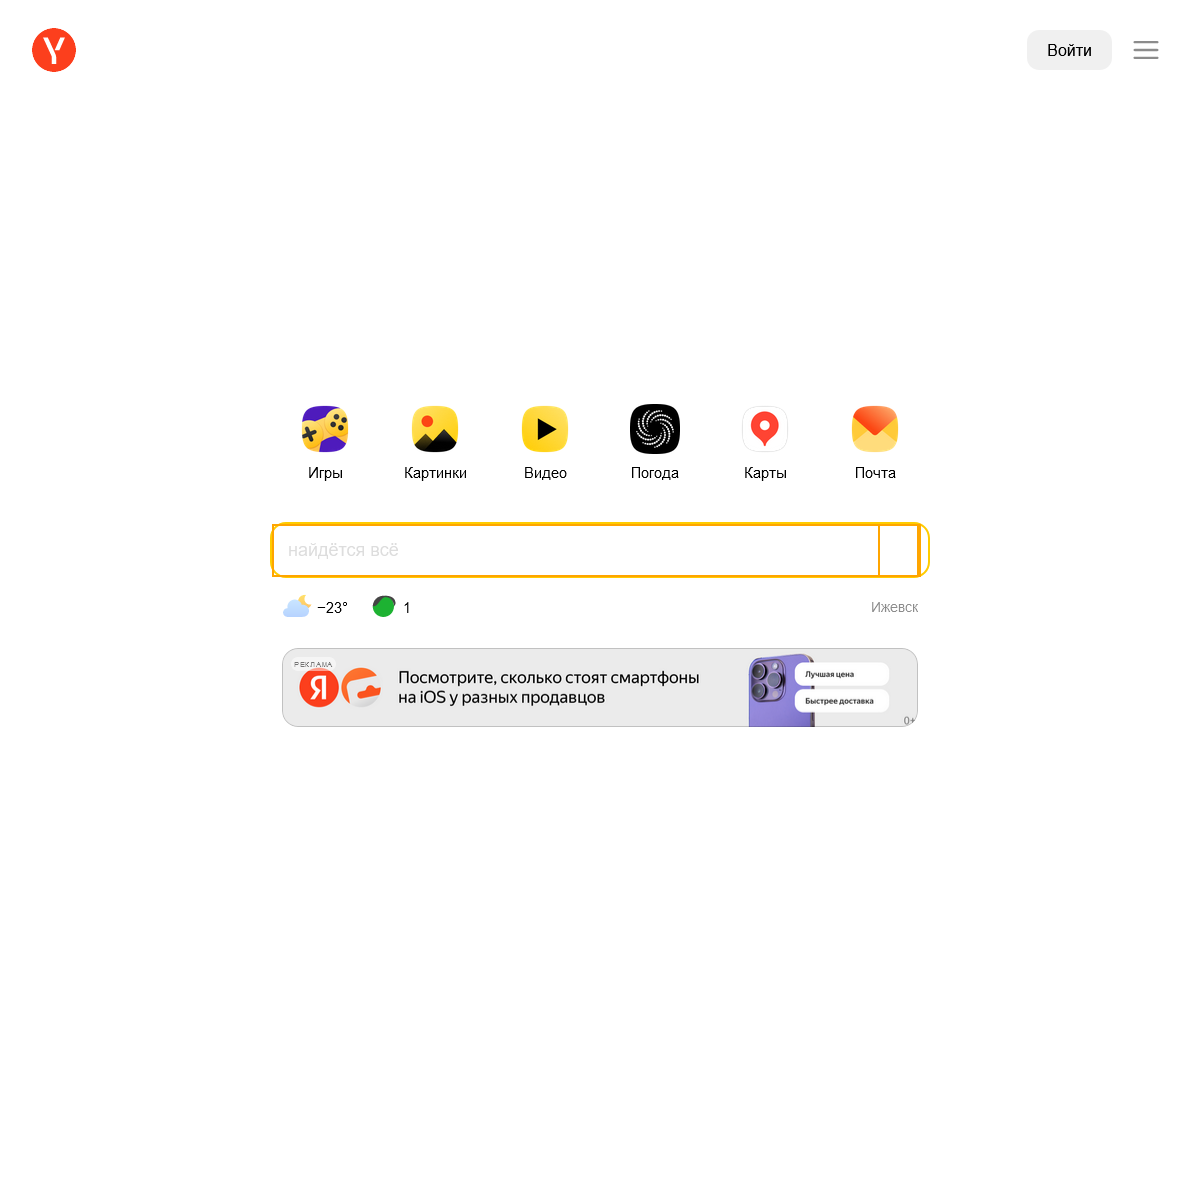 Y
Войти
Игры
Картинки
Видео
Погода
Карты
Почта
найдётся всё
−23°
1
Ижевск
РЕКЛАМА
Я
Посмотрите, сколько стоят смартфоны
на iOS у разных продавцов
Лучшая цена
Быстрее доставка
0+